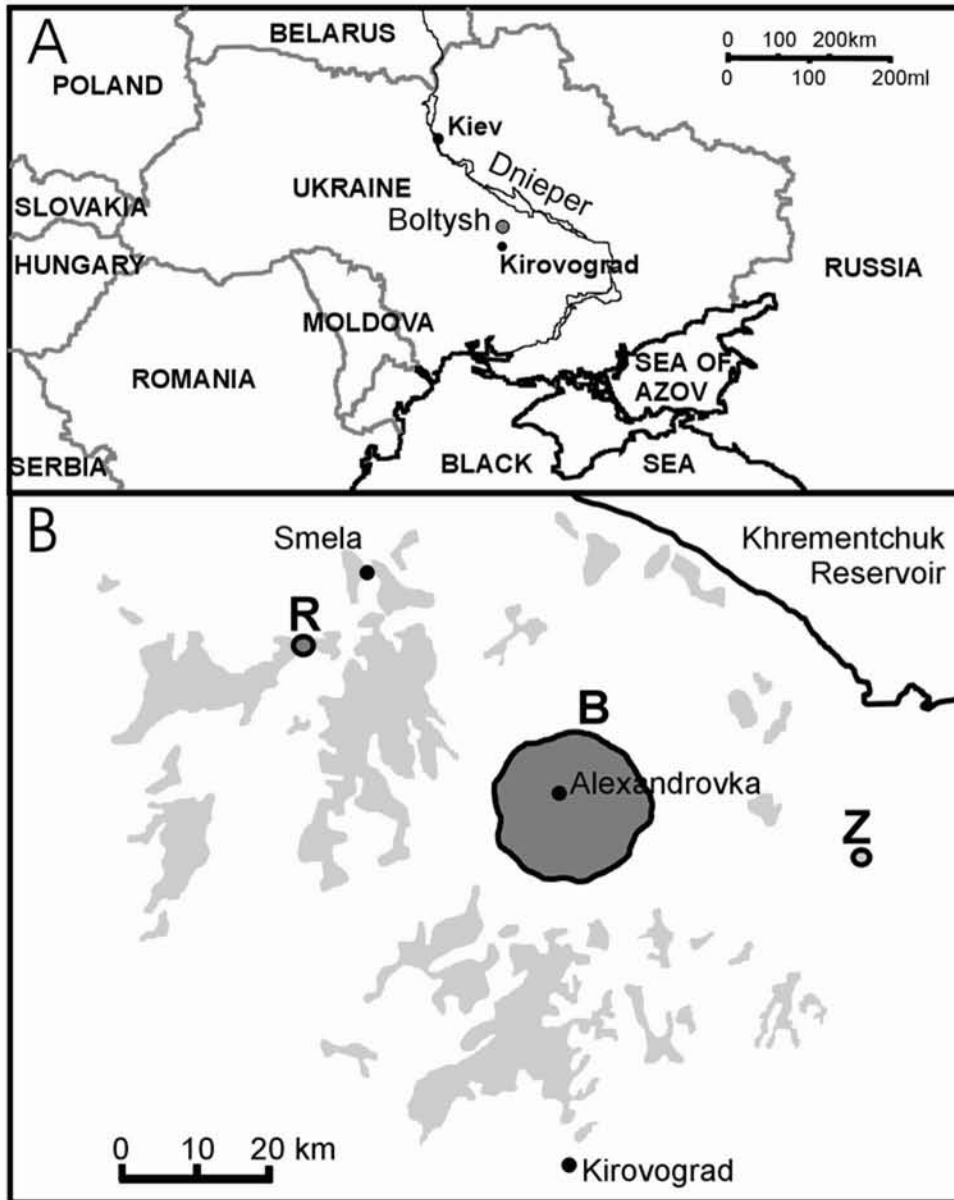 A
BELARUS
POLAND
0 100 200km
0 100 200ml
Kiev
Dnieper
UKRAINE
SLOVAKIA
Boltysh
HUNGARY
Kirovograd
RUSSIA
MOLDOVA
ROMANIA
SEA OF
AZOV
SERBIA
BLACK
SEA
B
Smela
Khrementchuk
Reservoir
R
B
Alexandrovka
Z
0 10 20 km
Kirovograd